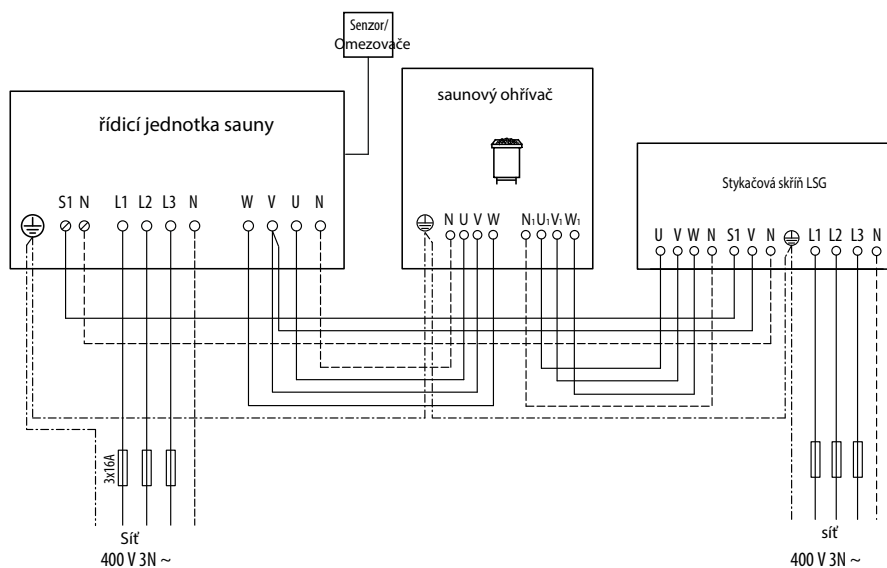 Senzor/
Omezovače
řídicí jednotka sauny
saunový ohřívač
Stykačová skříň LSG
S1 N L1 L2 L3 N W V U N
N U V W N1 U1 V1 W1
U V W N S1 V N L1 L2 L3 N
3x16A
Síť
400 V 3N ~
síť
400 V 3N ~